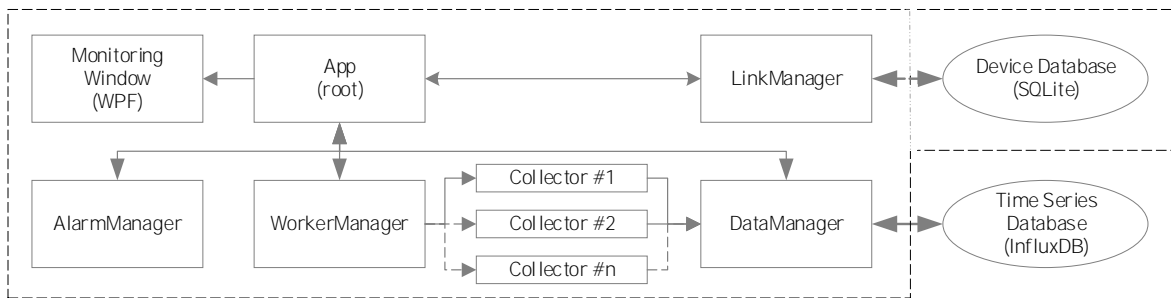 Monitoring
Window
(WPF)
App
(root)
LinkManager
Device Database
(SQLite)
AlarmManager
WorkerManager
Collector #1
Collector #2
Collector #n
DataManager
Time Series
Database
(InfluxDB)